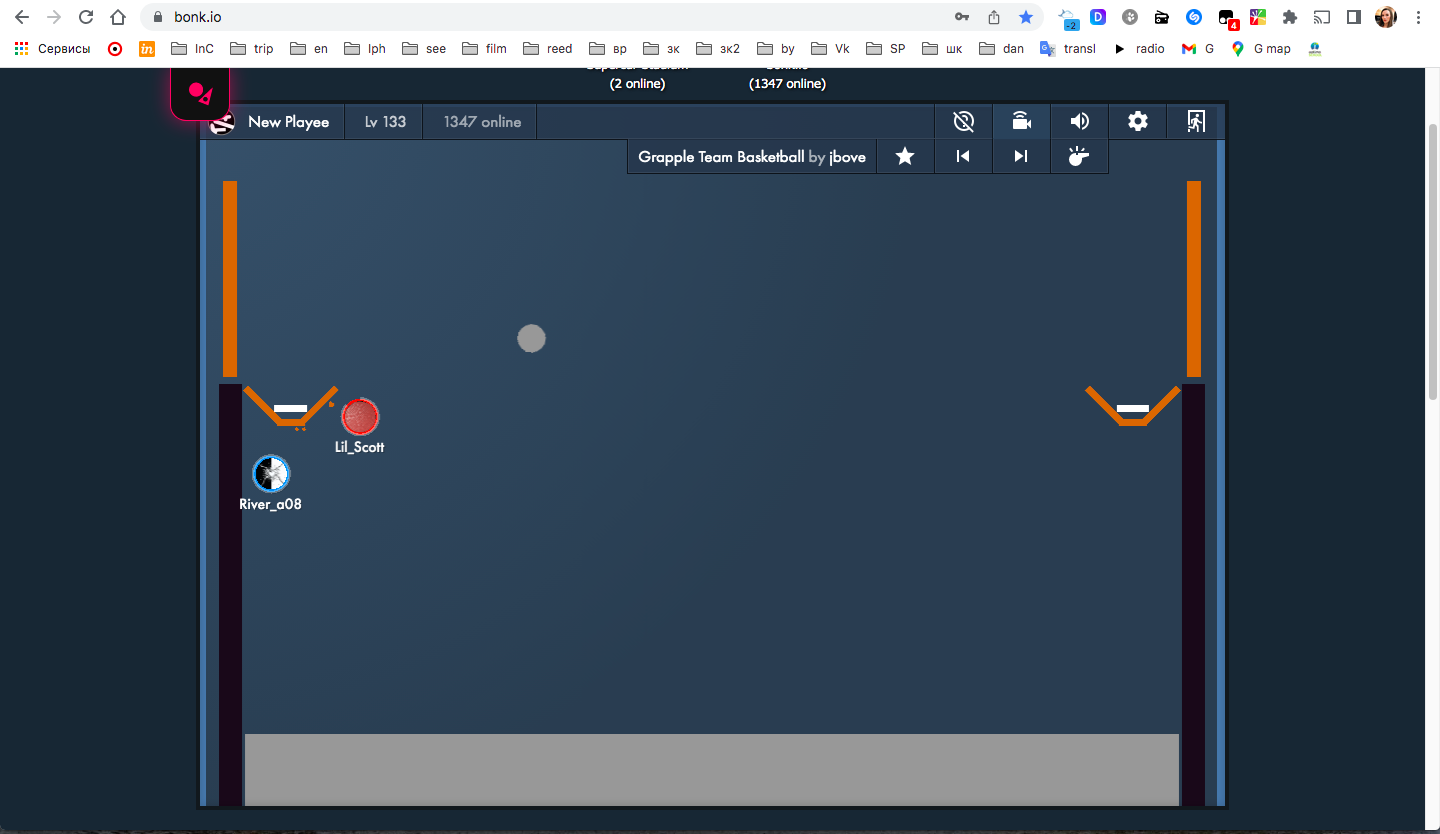 bonk.io
-2
D
4
Сервисы
in
InC
trip
en
lph
see
film
reed
вр
зк
зк2
by
Vk
SP
шк
dan
transl
radio
G
G map
(2 online)
(1347 online)
New Playee
Lv 133
1347 online
Grapple Team Basketball by jbove
Lil_Scott
River_a08